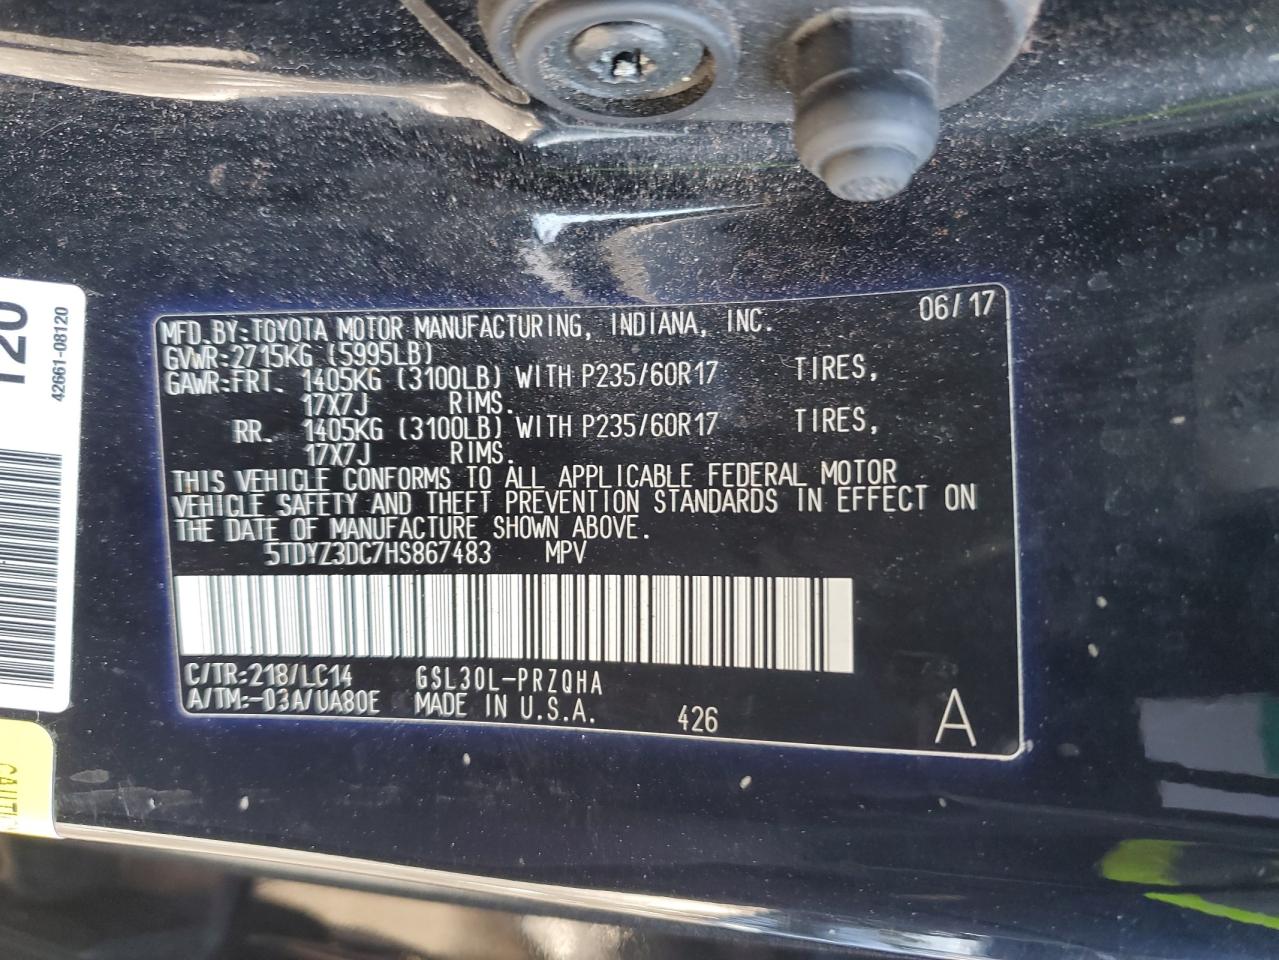 MFD.BY:TOYOTA MOTOR MANUFACTURING, INDIANA, INC. 06/17
GVWR:2715KG (5995LB)
GAWR:FRT. 1405KG (3100LB) WITH P235/60R17 TIRES,
17X7J RIMS.
RR. 1405KG (3100LB) WITH P235/60R17 TIRES,
17X7J RIMS.
THIS VEHICLE CONFORMS TO ALL APPLICABLE FEDERAL MOTOR
VEHICLE SAFETY AND THEFT PREVENTION STANDARDS IN EFFECT ON
THE DATE OF MANUFACTURE SHOWN ABOVE.
5TDYZ3DC7HS867483 MPV
C/TR:218/LC14 GSL30L-PRZQHA
A/TM:-03A/UA80E MADE IN U.S.A. 426 A
120
42661-08120